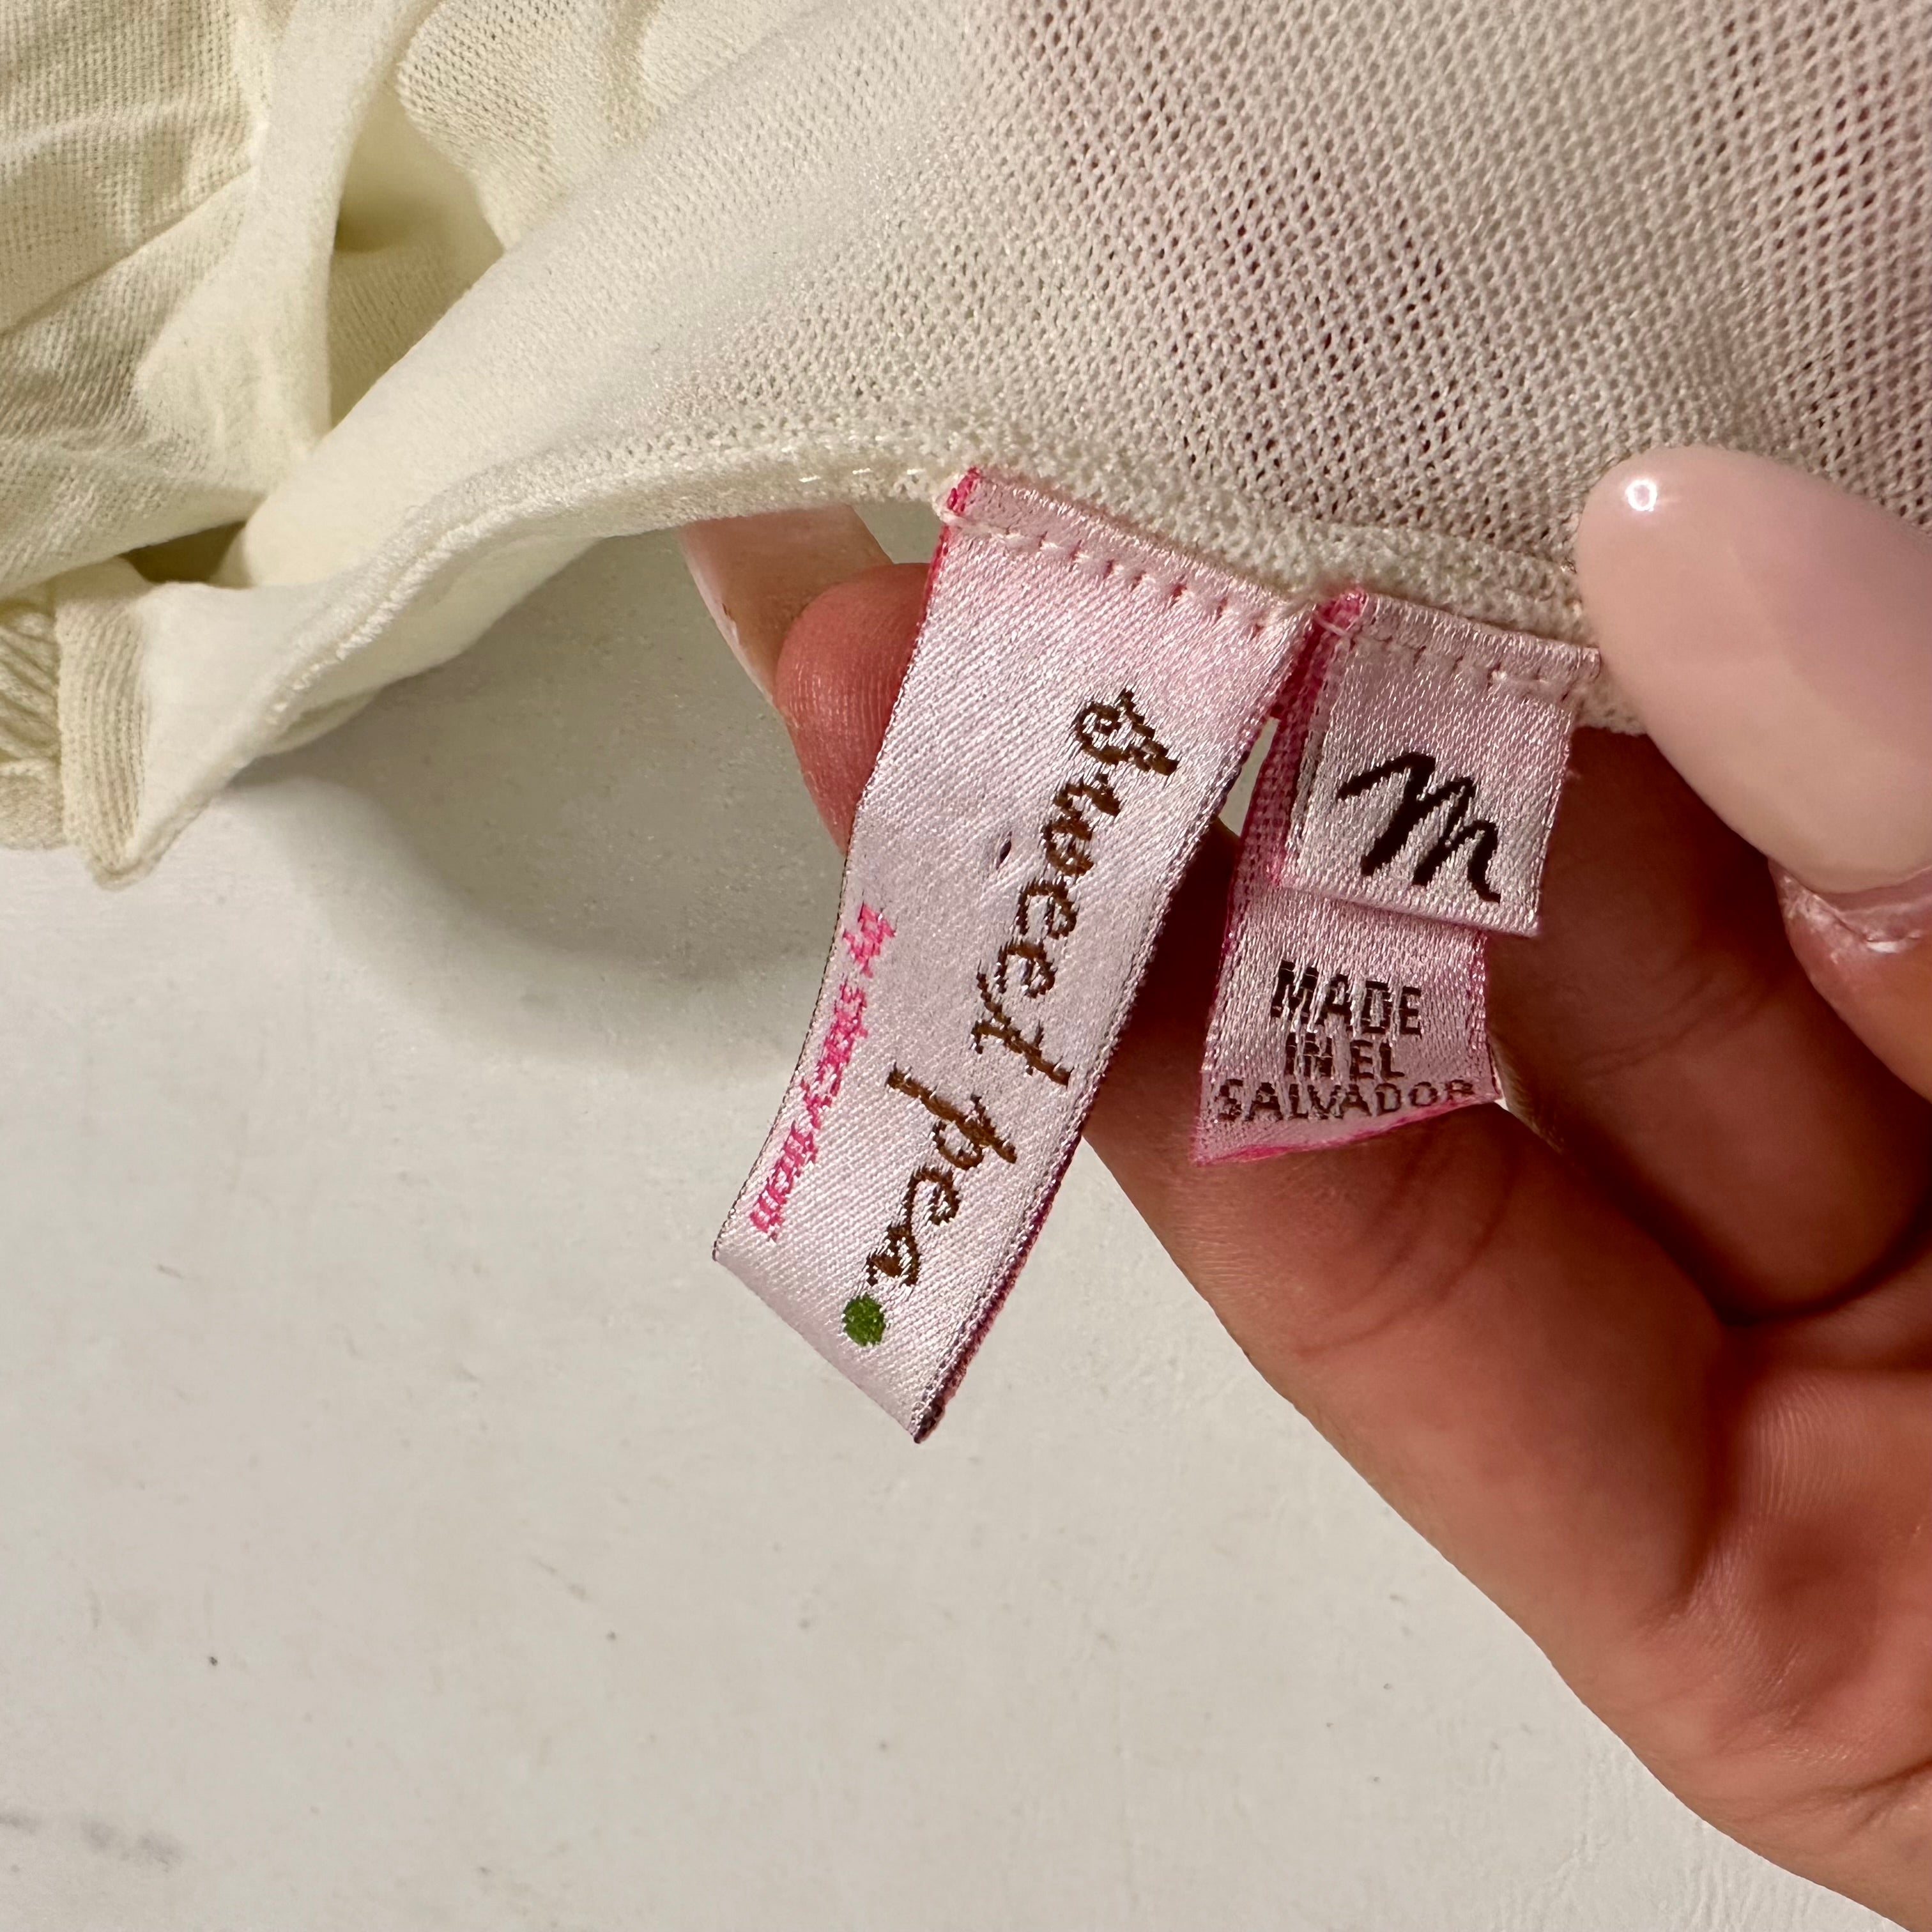 Sweet pea
by stacy frati
m
MADE
IN EL
SALVADOR